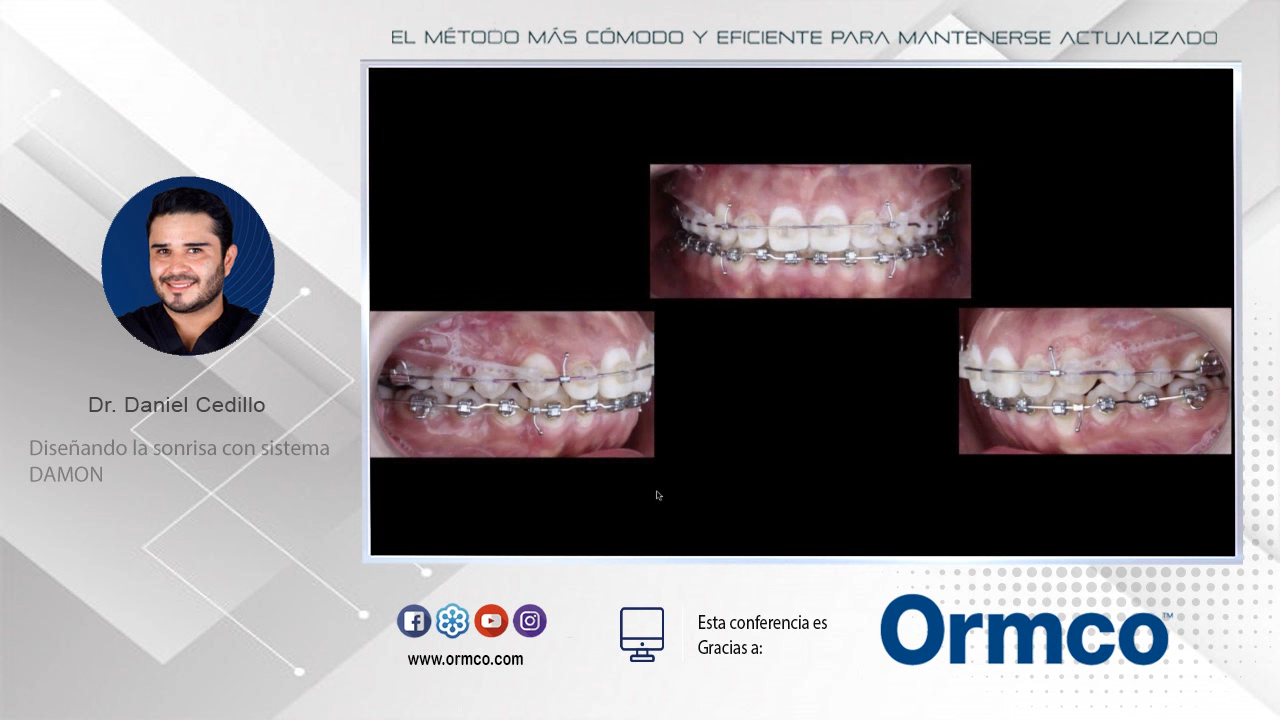 EL MÉTODO MÁS CÓMODO Y EFICIENTE PARA MANTENERSE ACTUALIZADO
Dr. Daniel Cedillo
Diseñando la sonrisa con sistema
DAMON
www.ormco.com
Esta conferencia es
Gracias a:
Ormco™